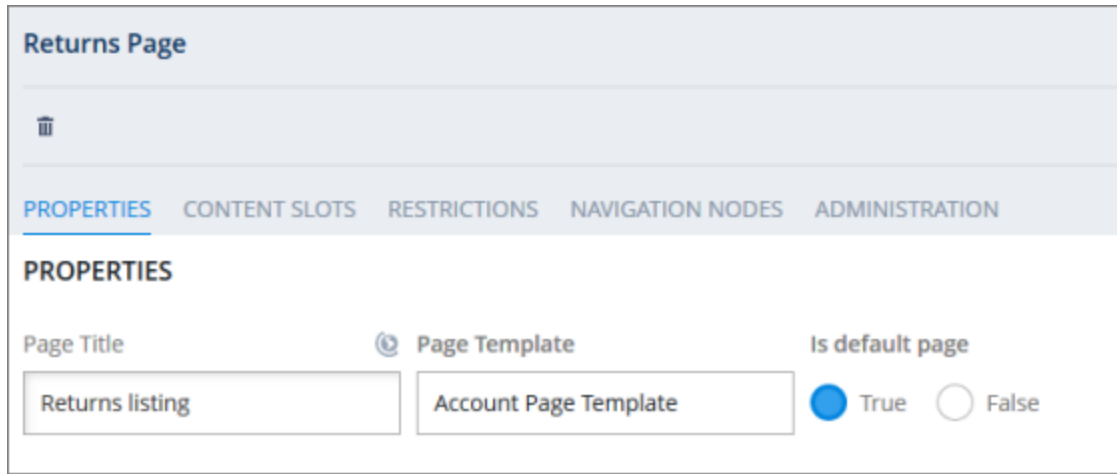 Returns Page
PROPERTIES CONTENT SLOTS RESTRICTIONS NAVIGATION NODES ADMINISTRATION
PROPERTIES
Page Title Page Template Is default page
Returns listing Account Page Template True False